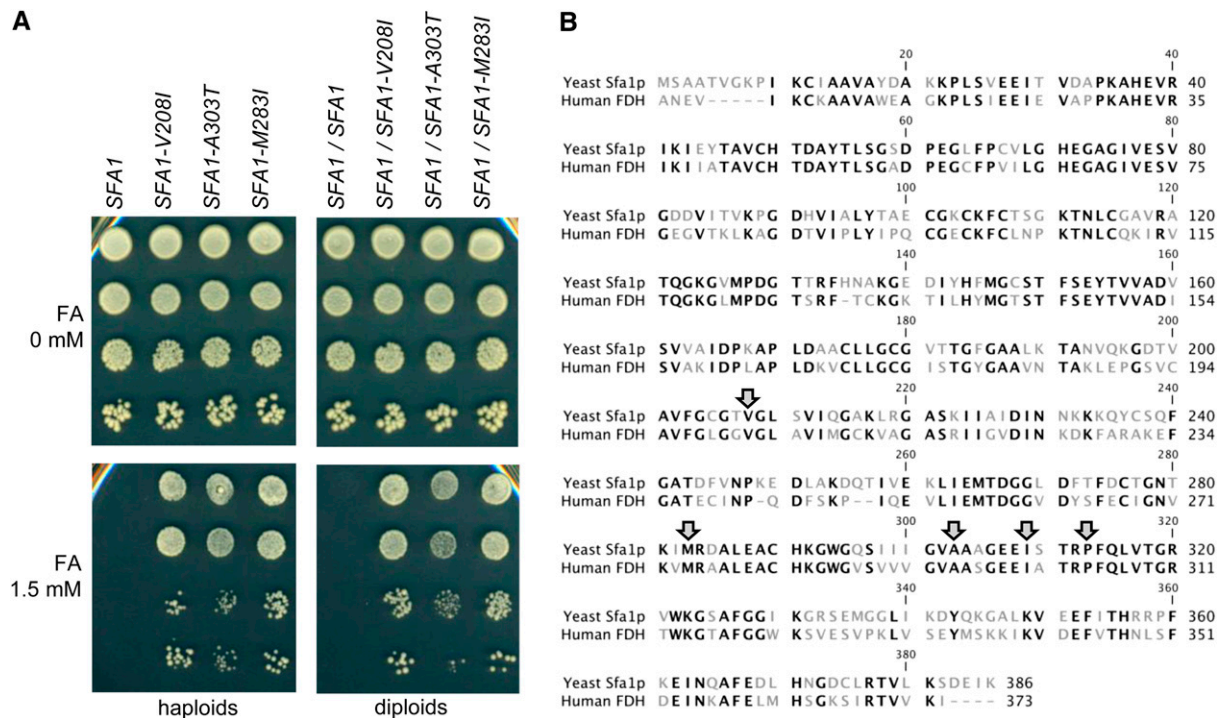 A
SFA1
SFA1-V208I
SFA1-A303T
SFA1-M283I
SFA1 / SFA1
SFA1 / SFA1-V208I
SFA1 / SFA1-A303T
SFA1 / SFA1-M283I
FA
0 mM
FA
1.5 mM
haploids
diploids
B
20 40
Yeast Sfa1p MSAATVGKPI KCIAAVAYDA KKPLSVEEIT VDAPKAHEVR 40
Human FDH ANEV-----I KCKAAVAWEA GKPLSIEEIE VAPPKAHEVR 35
60 80
Yeast Sfa1p IKIEYTAVCH TDAYTLSGSD PEGLFPCVLG HEGAGIVESV 80
Human FDH IKIIATAVCH TDAYTLSGAD PEGCFPVILG HEGAGIVESV 75
100 120
Yeast Sfa1p GDDVITVKPG DHVIALYTAE CGKCKFCTSG KTNLCGAVRA 120
Human FDH GEGVTKLKAG DTVIPLYIPQ CGECKFCLNP KTNLCQKIRV 115
140 160
Yeast Sfa1p TQGKGVMPDG TTRFHNAKGE DIYHFMGCST FSEYTVVADV 160
Human FDH TQGKGLMPDG TSRF-TCKGK TILHYMGTST FSEYTVVADI 154
180 200
Yeast Sfa1p SVVAIDPKAP LDAACLLGCG VTTGFGAALK TANVQKGDTV 200
Human FDH SVAKIDPLAP LDKVCLLGCG ISTGYGAAVN TAKLEPGSVC 194
220 240
Yeast Sfa1p AVFGCGTVGL SVIQGAKLRG ASKIIAIDIN NKKKQYCSQF 240
Human FDH AVFGLGGVGL AVIMGCKVAG ASRIIGVDIN KDKFARAKEF 234
260 280
Yeast Sfa1p GATDFVNPKE DLAKDQTIVE KLIEMTDGGL DFTFDCTGNT 280
Human FDH GATECINP-Q DFSKP--IQE VLIEMTDGGV DYSFECIGNV 271
300 320
Yeast Sfa1p KIMRDALEAC HKGWGQSIII GVAAAGEEIS TRPFQLVTGR 320
Human FDH KVMRAALEAC HKGWGVSVVV GVAASGEEIA TRPFQLVTGR 311
340 360
Yeast Sfa1p VWKGSAFGGI KGRSEMGGLI KDYQKGALKV EEFITHRRPF 360
Human FDH TWKGTAFGGW KSVESVPKLV SEYMSKKIKV DEFVTHNLSF 351
380
Yeast Sfa1p KEINQAFEDL HNGDCLRTVL KSDEIK 386
Human FDH DEINKAFELM HSGKSIRTVV KI---- 373